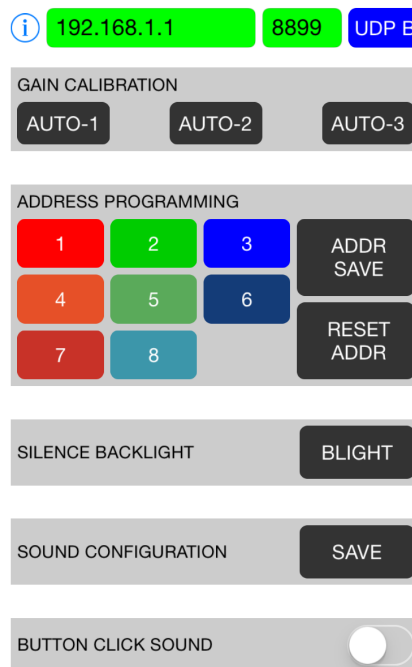 i 192.168.1.1 8899 UDP B
GAIN CALIBRATION
AUTO-1 AUTO-2 AUTO-3
ADDRESS PROGRAMMING
1 2 3
ADDR
SAVE
4 5 6
RESET
ADDR
7 8
SILENCE BACKLIGHT
BLIGHT
SOUND CONFIGURATION
SAVE
BUTTON CLICK SOUND